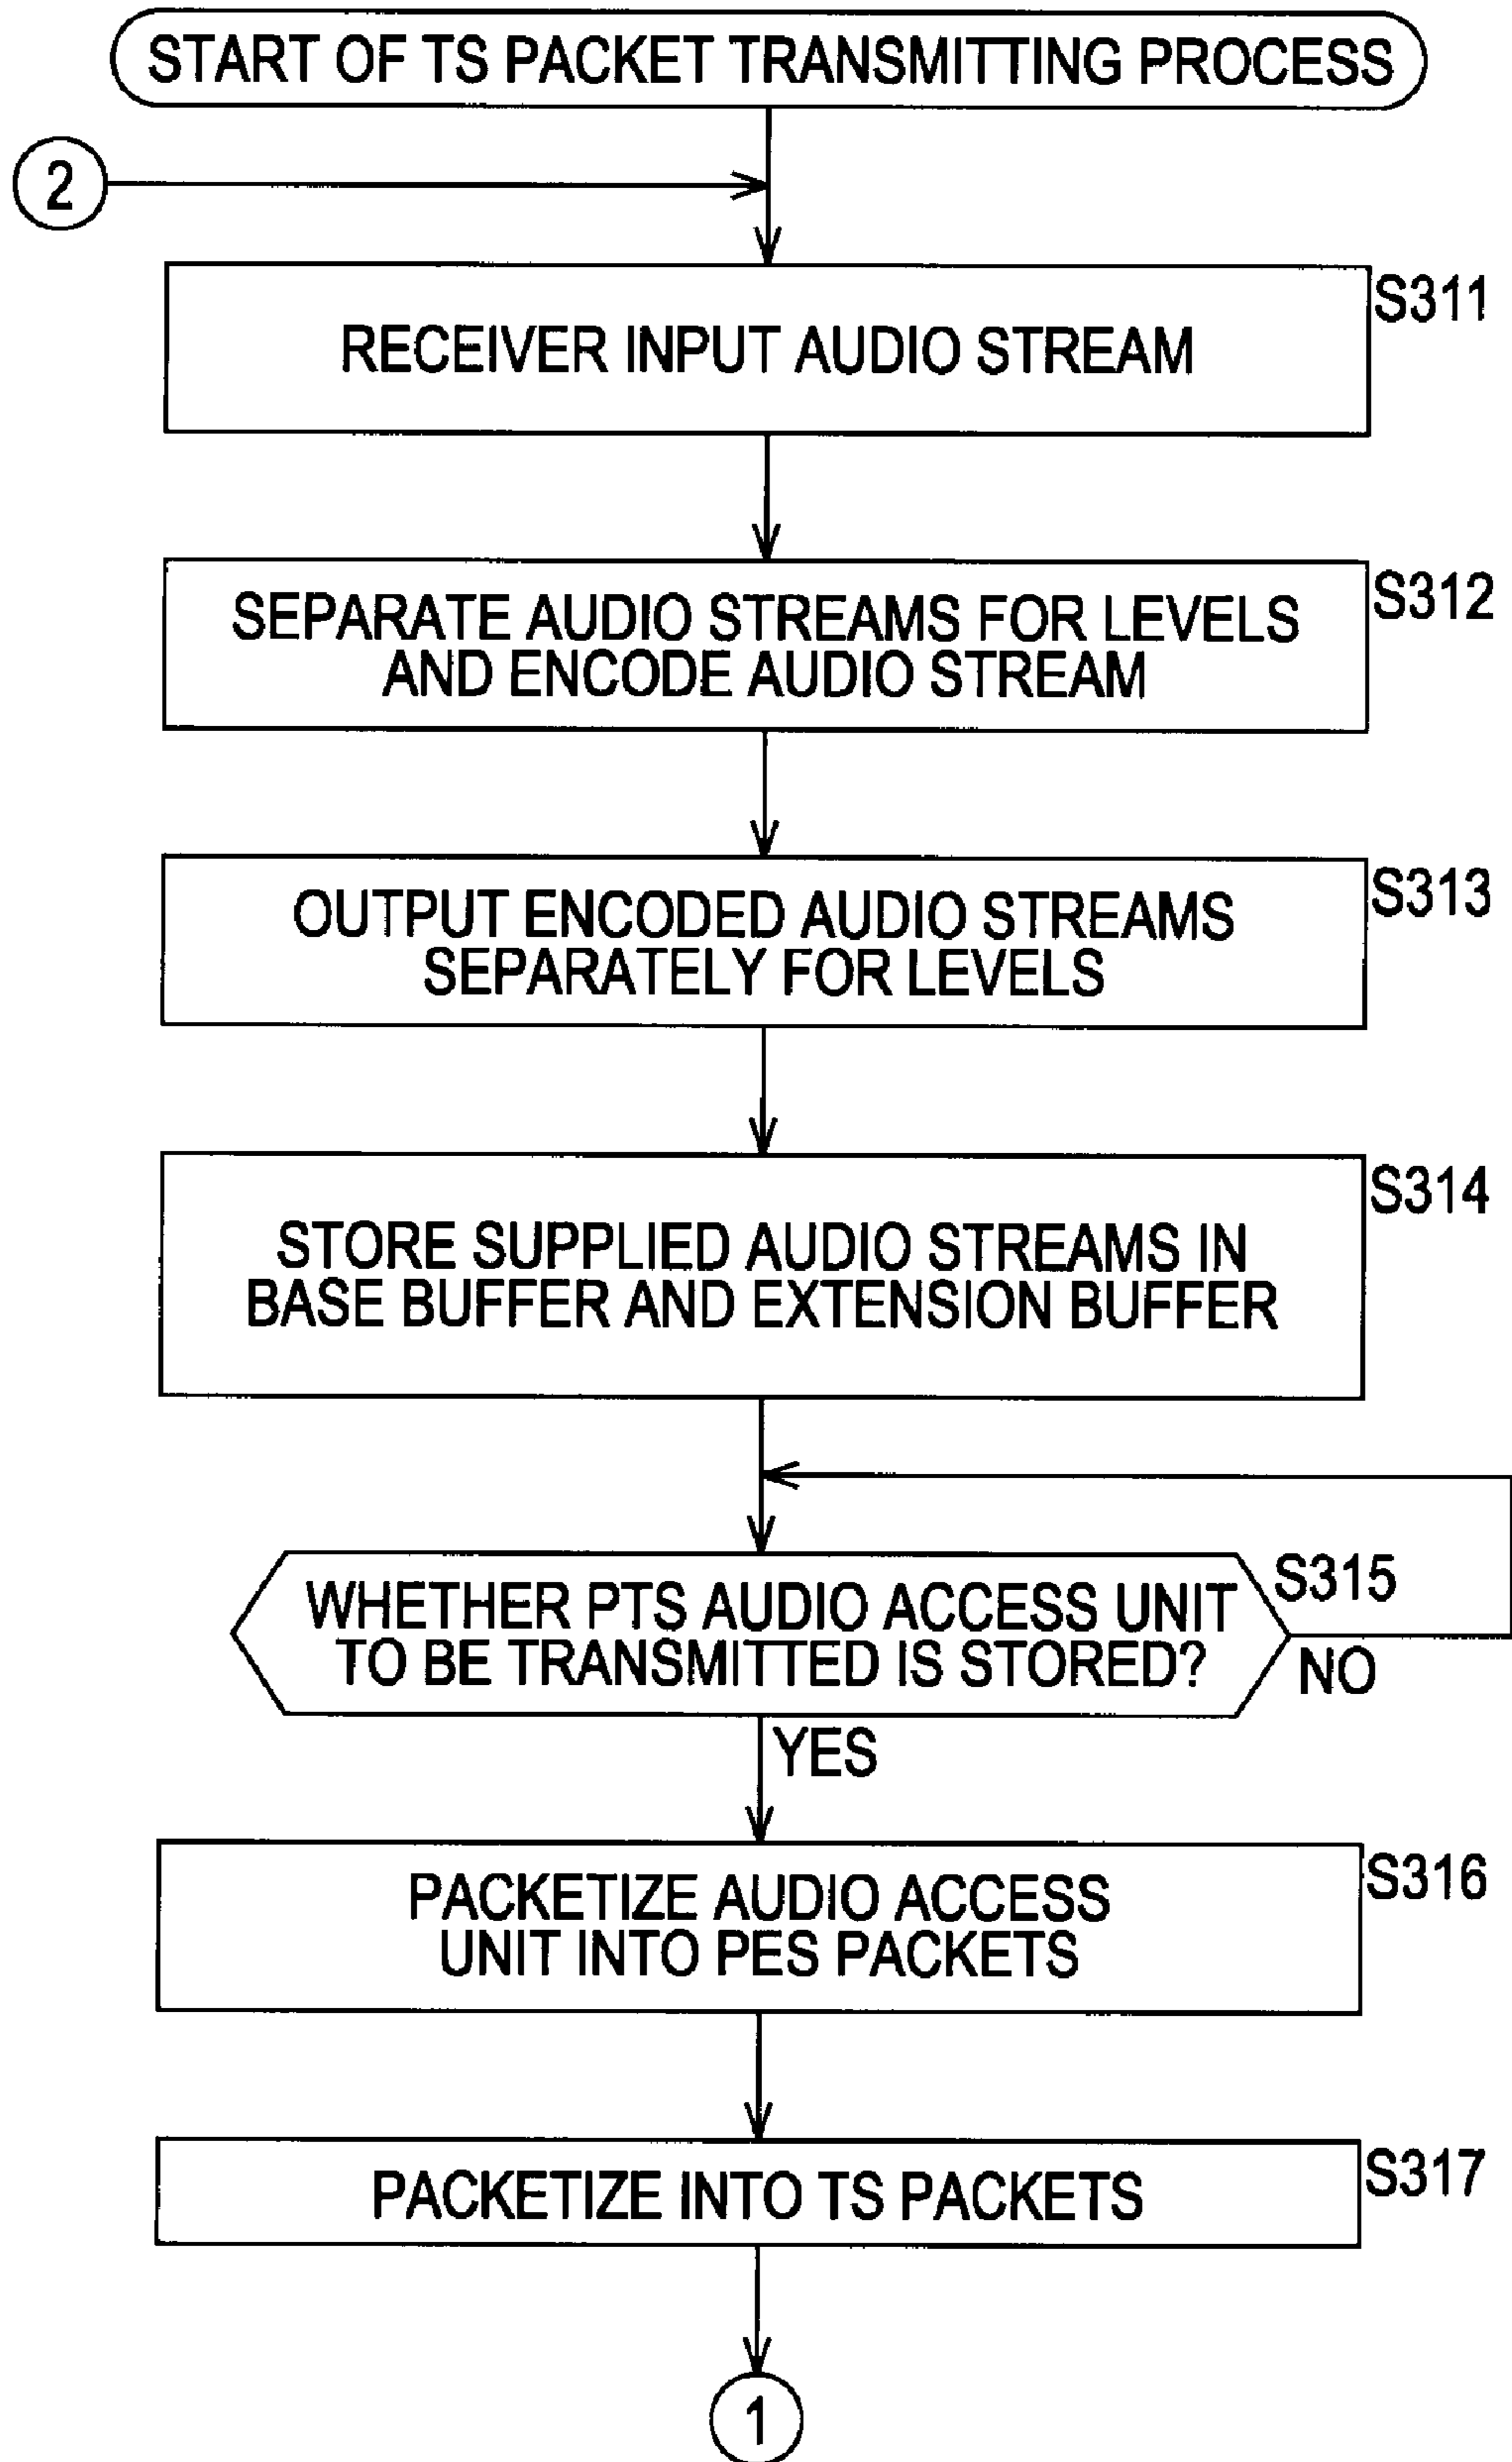 START OF TS PACKET TRANSMITTING PROCESS
2
S311
RECEIVER INPUT AUDIO STREAM
S312
SEPARATE AUDIO STREAMS FOR LEVELS
AND ENCODE AUDIO STREAM
S313
OUTPUT ENCODED AUDIO STREAMS
SEPARATELY FOR LEVELS
S314
STORE SUPPLIED AUDIO STREAMS IN
BASE BUFFER AND EXTENSION BUFFER
S315
WHETHER PTS AUDIO ACCESS UNIT
TO BE TRANSMITTED IS STORED?
NO
YES
S316
PACKETIZE AUDIO ACCESS
UNIT INTO PES PACKETS
S317
PACKETIZE INTO TS PACKETS
1